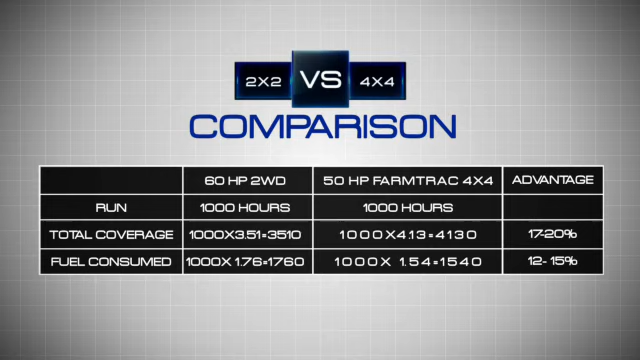 2X2 VS 4X4
COMPARISON
60 HP 2WD 50 HP FARMTRAC 4X4 ADVANTAGE
RUN 1000 HOURS 1000 HOURS
TOTAL COVERAGE 1000X3.51=3510 1000X4.13=4130 17-20%
FUEL CONSUMED 1000X 1.76=1760 1000X 1.54=1540 12- 15%